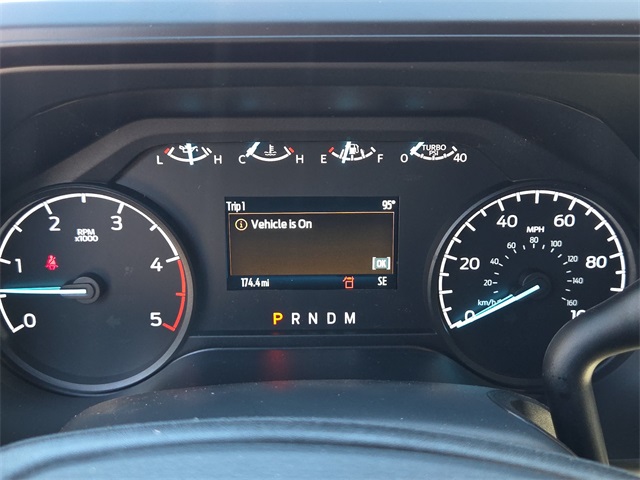 L H C H E F 0 TURBO PSI 40
Trip 1 95°
Vehicle is On
[OK]
174.4 mi SE
P R N D M
0 1 2 3 4 5
RPM x1000
0 20 40 60 80
MPH
20 40 60 80 100 120 140 160
km/h